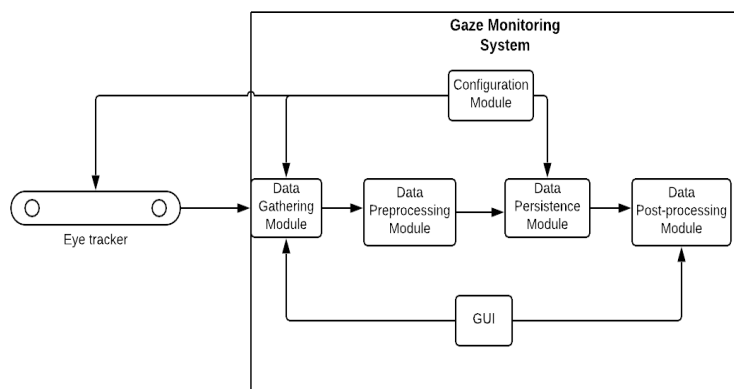 Gaze Monitoring
System
Configuration
Module
Data
Gathering
Module
Data
Preprocessing
Module
Data
Persistence
Module
Data
Post-processing
Module
Eye tracker
GUI